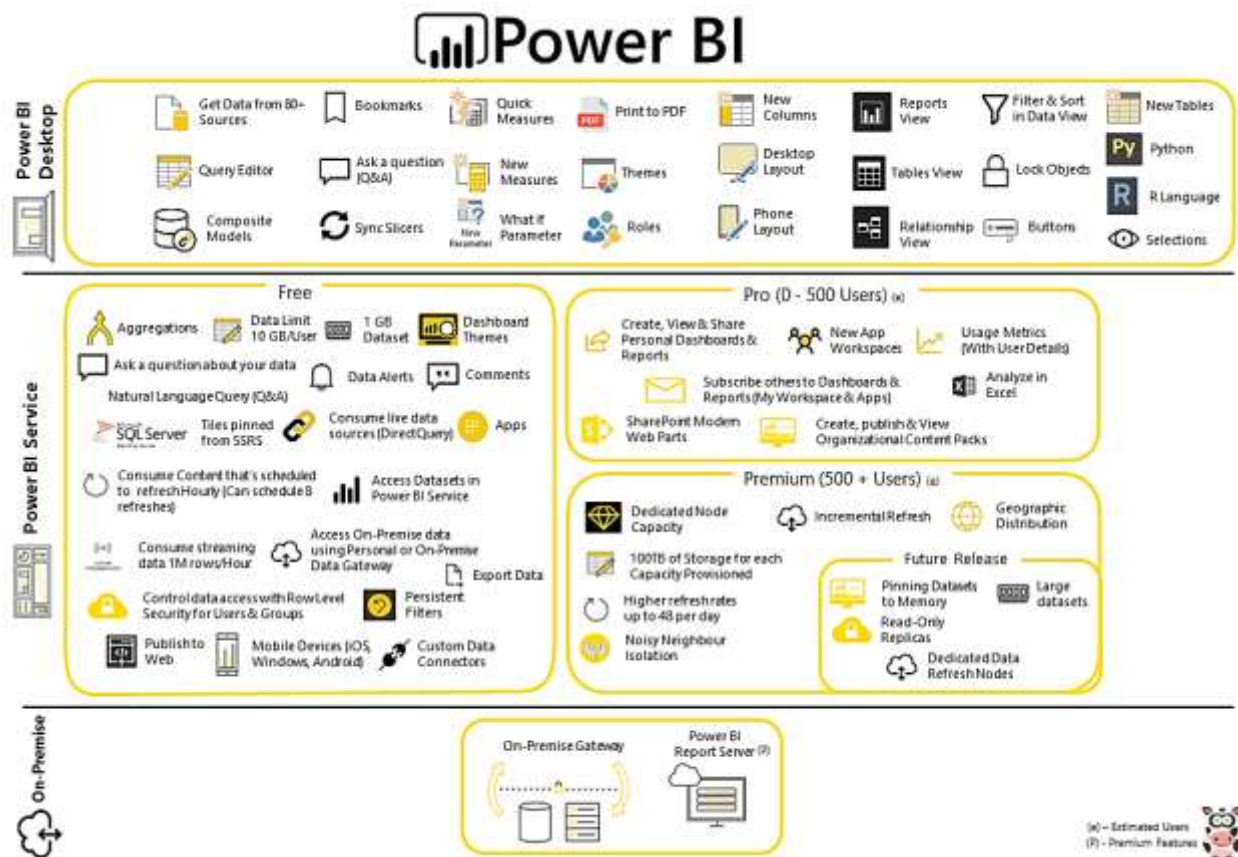 Power BI
Power BI
Desktop
Get Data from 80+
Sources
Bookmarks
Quick
Measures
Print to PDF
PDF
New
Columns
Reports
View
Filter & Sort
in Data View
New Tables
Query Editor
Ask a question
(Q&A)
New
Measures
Themes
Desktop
Layout
Tables View
Lock Objects
Py
Python
R
R Language
Composite
Models
Sync Slicers
New
Parameter
What if
Parameter
Roles
Phone
Layout
Relationship
View
Buttons
Selections
Power BI Service
Free
Aggregations
Data Limit
10 GB/User
1 GB
Dataset
Dashboard
Themes
Ask a question about your data
Natural Language Query (Q&A)
Data Alerts
Comments
SQL Server
Tiles pinned
from SSRS
Consume live data
sources (DirectQuery)
Apps
Consume Content that's scheduled
to refresh Hourly (Can schedule 8
refreshes)
Access Datasets in
Power BI Service
Consume streaming
data 1M rows/Hour
Access On-Premise data
using Personal or On-Premise
Data Gateway
Export Data
Control data access with Row Level
Security for Users & Groups
Persistent
Filters
Publish to
Web
Mobile Devices (iOS,
Windows, Android)
Custom Data
Connectors
Pro (0 - 500 Users) (e)
Create, View & Share
Personal Dashboards &
Reports
New App
Workspaces
Usage Metrics
(With User Details)
Subscribe others to Dashboards &
Reports (My Workspace & Apps)
Analyze in
Excel
SharePoint Modern
Web Parts
Create, publish & View
Organizational Content Packs
Premium (500 + Users) (e)
Dedicated Node
Capacity
Incremental Refresh
Geographic
Distribution
100TB of Storage for each
Capacity Provisioned
Higher refresh rates
up to 48 per day
Noisy Neighbour
Isolation
Future Release
Pinning Datasets
to Memory
Large
datasets
Read-Only
Replicas
Dedicated Data
Refresh Nodes
On-Premise
On-Premise Gateway
Power BI
Report Server (P)
(e) – Estimated Users
(P) - Premium Features